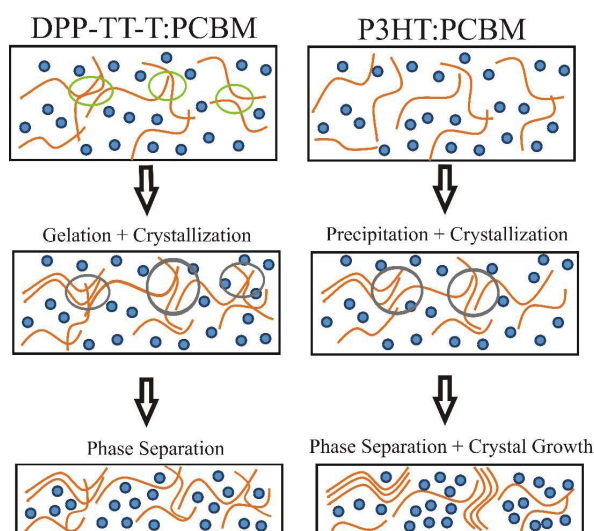 DPP-TT-T:PCBM
P3HT:PCBM
Gelation + Crystallization
Precipitation + Crystallization
Phase Separation
Phase Separation + Crystal Growth